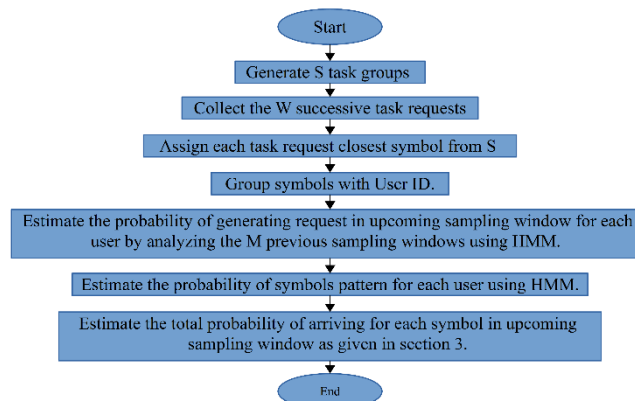 Start
Generate S task groups
Collect the W successive task requests
Assign each task request closest symbol from S
Group symbols with User ID.
Estimate the probability of generating request in upcoming sampling window for each
user by analyzing the M previous sampling windows using HMM.
Estimate the probability of symbols pattern for each user using HMM.
Estimate the total probability of arriving for each symbol in upcoming
sampling window as given in section 3.
End